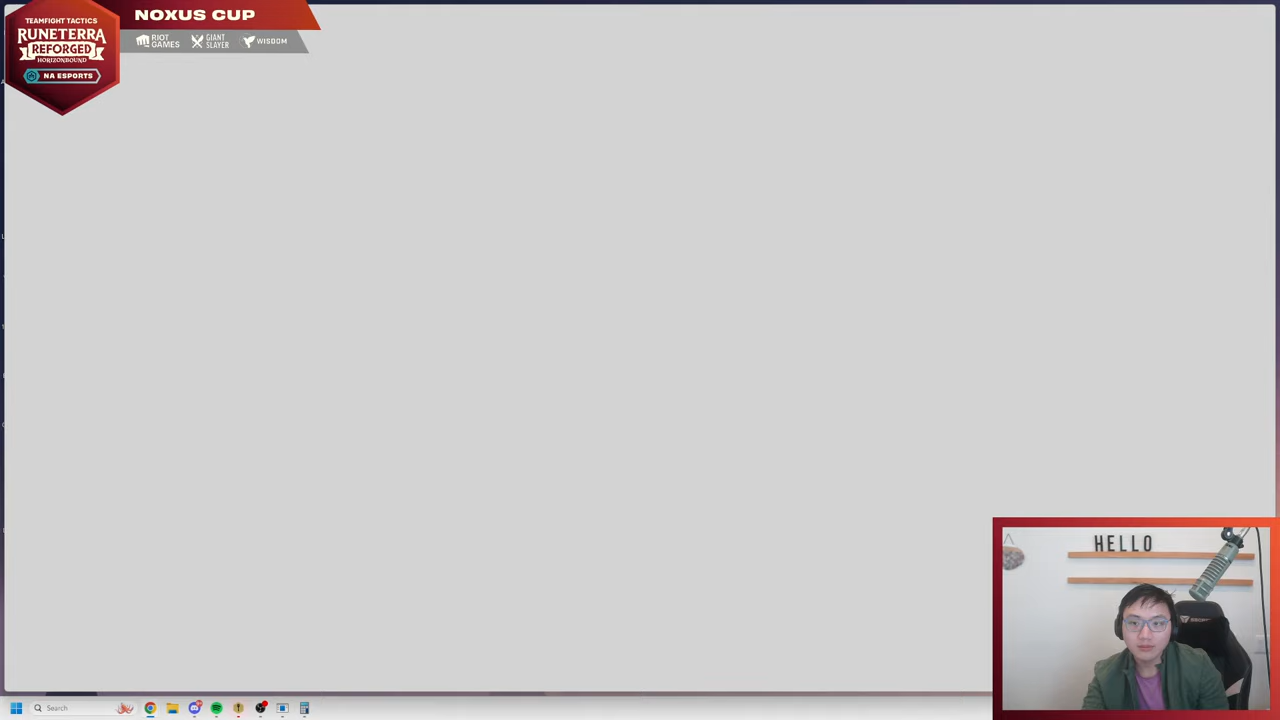 NOXUS CUP
TEAMFIGHT TACTICS
RUNETERRA
REFORGED
HORIZONBOUND
NA ESPORTS
RIOT GAMES
GIANT SLAYER
WISDOM
HELLO
Search